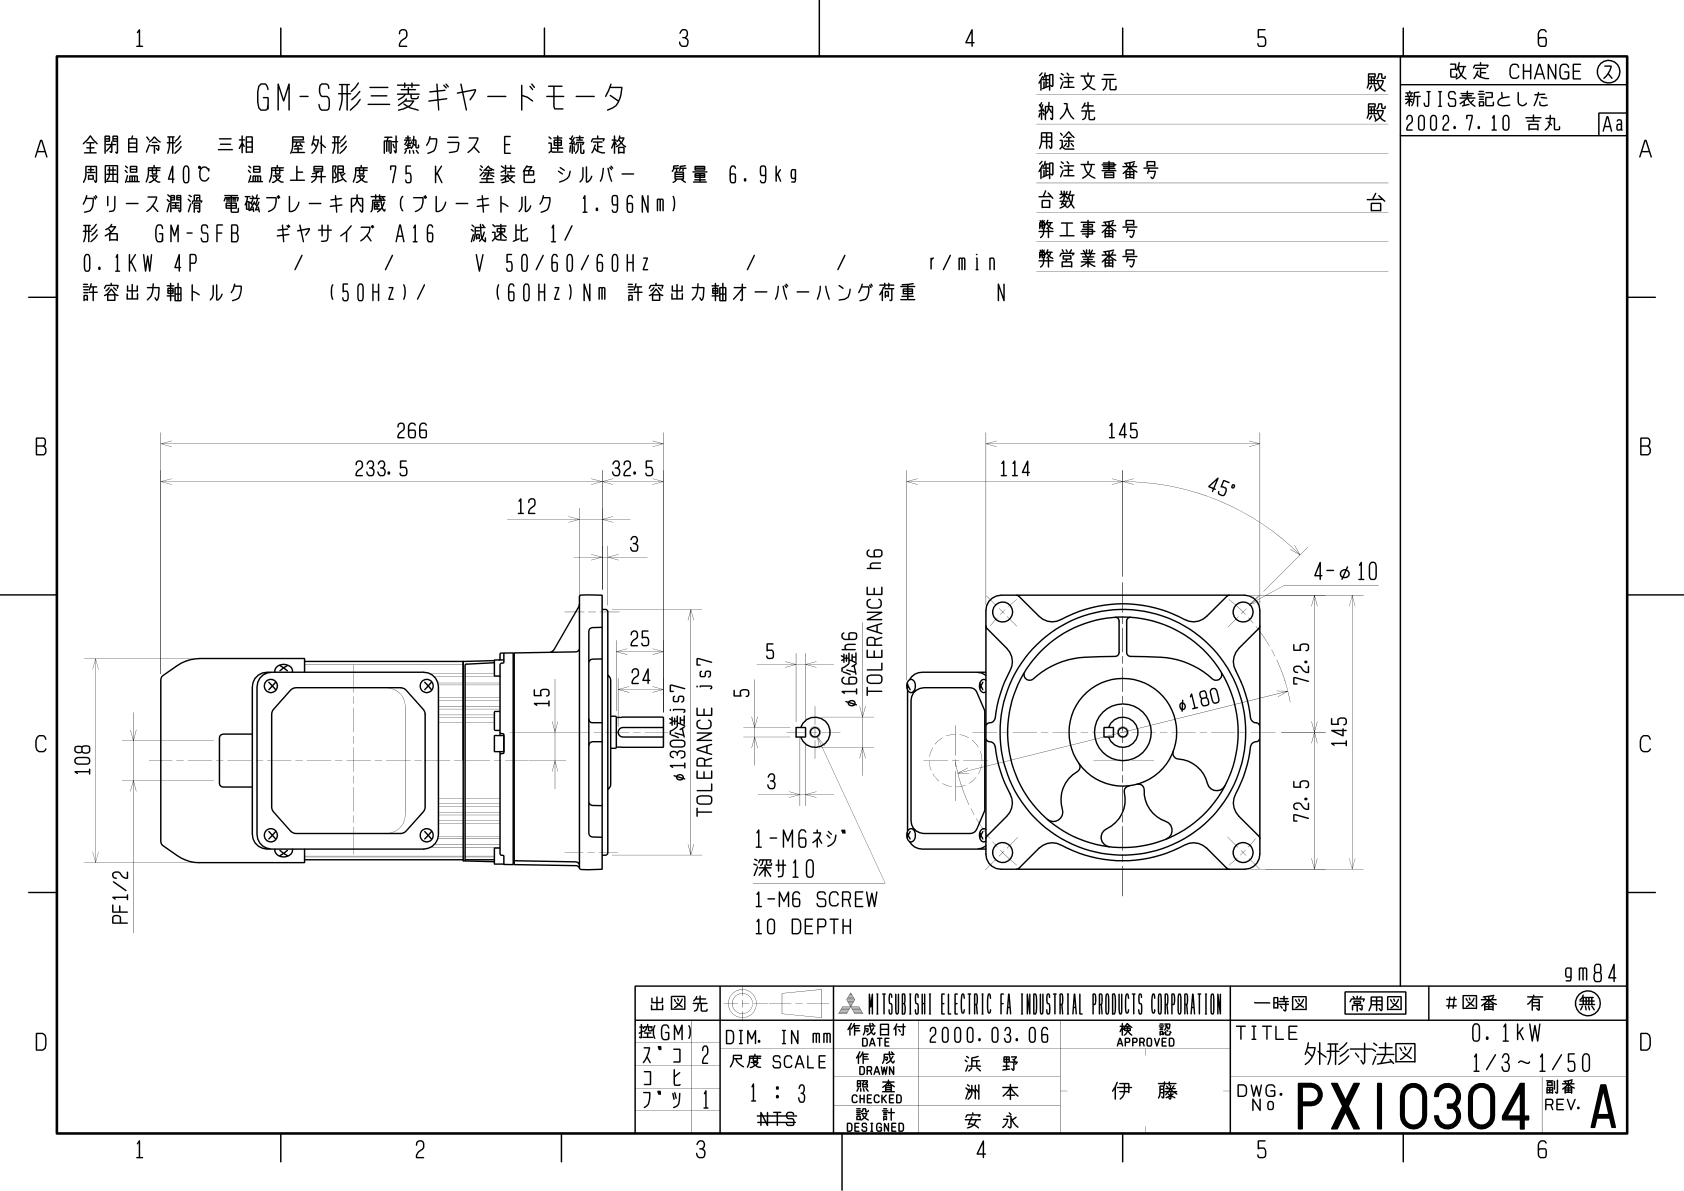 1 2 3 4 5 6
改定 CHANGE ス
新JIS表記とした
2002.7.10 吉丸 Aa
GM-S形三菱ギヤードモータ
全閉自冷形 三相 屋外形 耐熱クラス E 連続定格
周囲温度40℃ 温度上昇限度 75 K 塗装色 シルバー 質量 6.9kg
グリース潤滑 電磁ブレーキ内蔵(ブレーキトルク 1.96Nm)
形名 GM-SFB ギヤサイズ A16 減速比 1/
0.1KW 4P / / V 50/60/60Hz / / r/min
許容出力軸トルク (50Hz)/ (60Hz)Nm 許容出力軸オーバーハング荷重 N
御注文元 殿
納入先 殿
用途
御注文書番号
台数 台
弊工事番号
弊営業番号
A A
B B
C C
D D
266
233.5 32.5
12
3
25
24
15
108
PF1/2
φ130公差js7
TOLERANCE js7
5
5
3
φ16公差h6
TOLERANCE h6
1-M6ネジ
深サ10
1-M6 SCREW
10 DEPTH
145
114
45°
4-φ10
φ180
72.5
145
72.5
gm84
出図先
控(GM)
ズコ 2
コピ
ブツ 1
DIM. IN mm
尺度 SCALE
1 : 3
NTS
MITSUBISHI ELECTRIC FA INDUSTRIAL PRODUCTS CORPORATION
作成日付 DATE 2000.03.06
作成 DRAWN 浜野
照査 CHECKED 洲本
設計 DESIGNED 安永
検認 APPROVED
伊藤
一時図 常用図 #図番 有 無
TITLE 0.1kW
外形寸法図 1/3~1/50
DWG. No PX10304 副番 REV. A
1 2 3 4 5 6